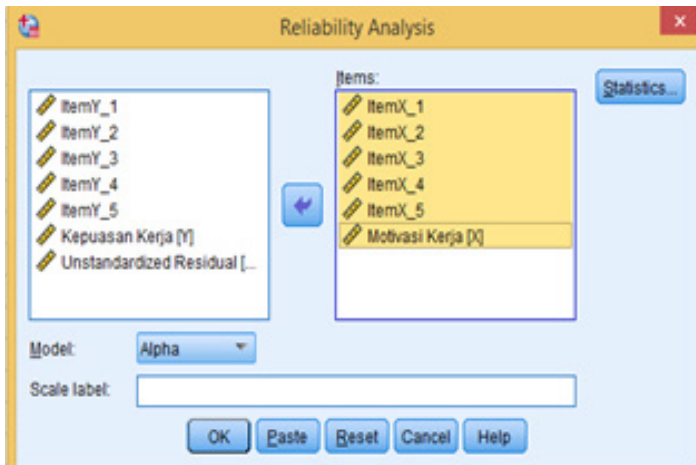 Reliability Analysis
Items:
Statistics...
ItemY_1
ItemY_2
ItemY_3
ItemY_4
ItemY_5
Kepuasan Kerja [Y]
Unstandardized Residual [...
ItemX_1
ItemX_2
ItemX_3
ItemX_4
ItemX_5
Motivasi Kerja [X]
Model: Alpha
Scale label:
OK Paste Reset Cancel Help